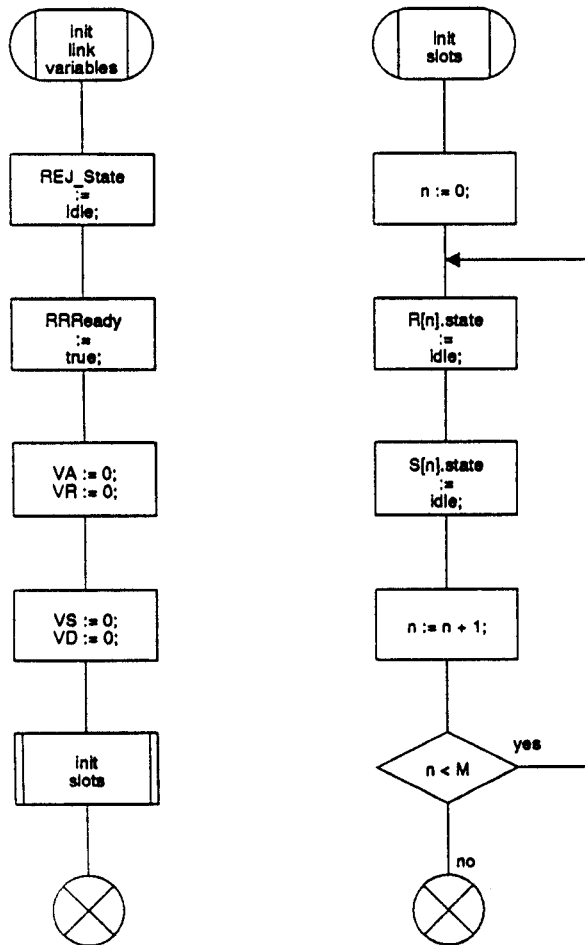 init
link
variables
REJ_State
:=
idle;
RRReady
:=
true;
VA := 0;
VR := 0;
VS := 0;
VD := 0;
init
slots
init
slots
n := 0;
R[n].state
:=
idle;
S[n].state
:=
idle;
n := n + 1;
n < M
yes
no